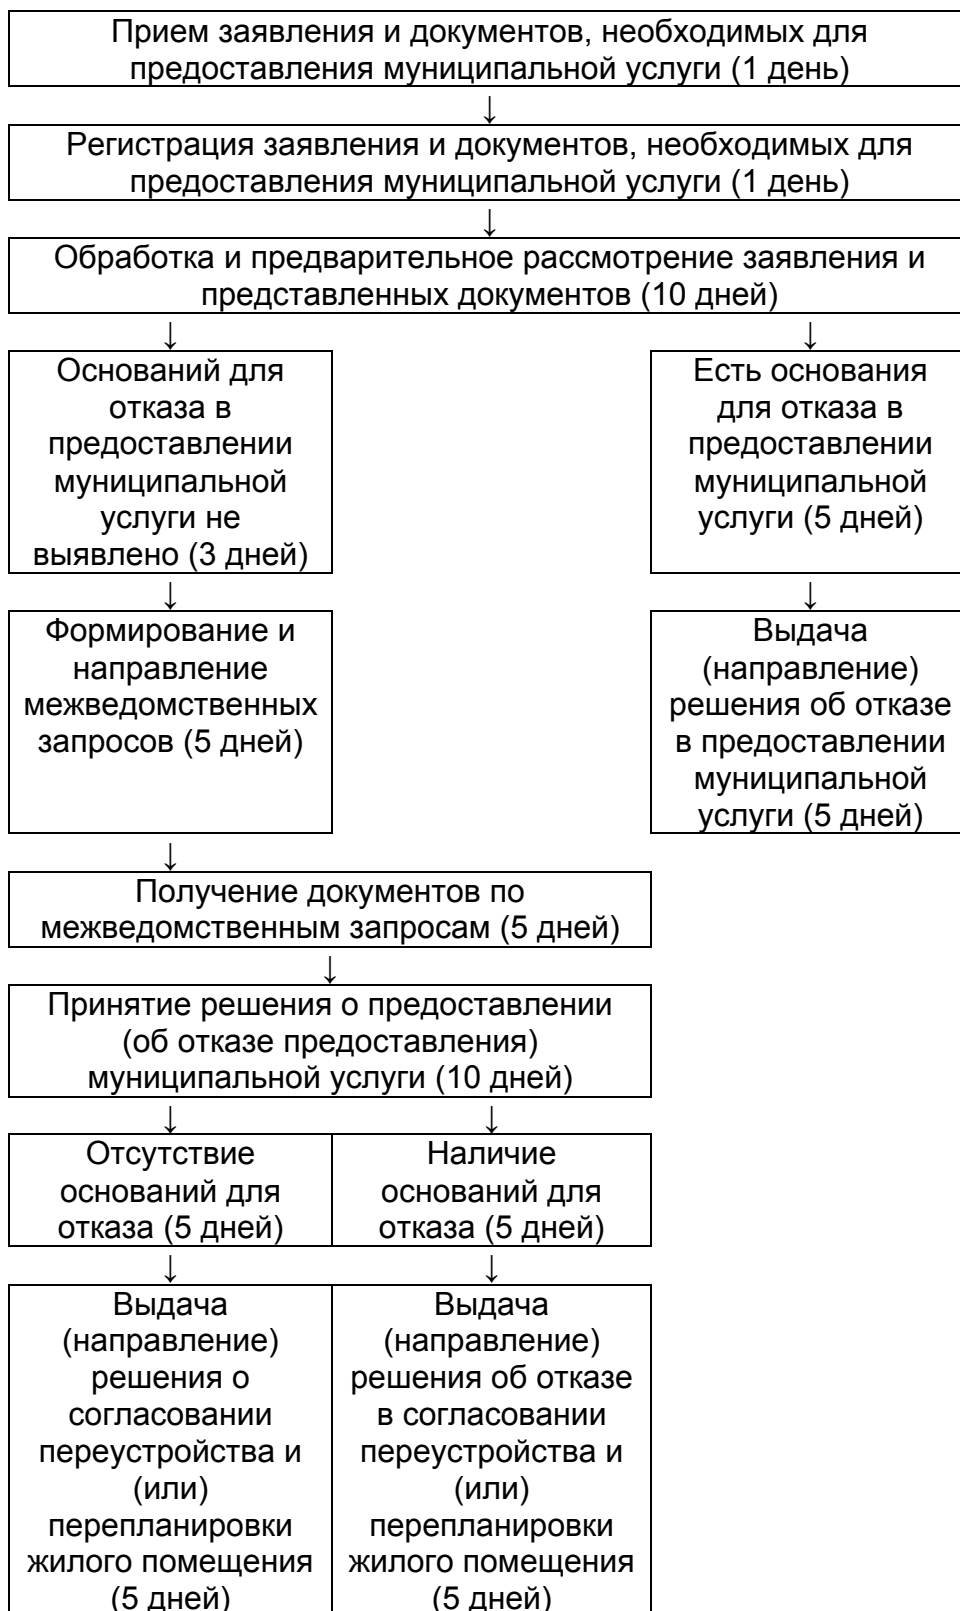 Прием заявления и документов, необходимых для
предоставления муниципальной услуги (1 день)
↓
Регистрация заявления и документов, необходимых для
предоставления муниципальной услуги (1 день)
↓
Обработка и предварительное рассмотрение заявления и
представленных документов (10 дней)
↓
Оснований для
отказа в
предоставлении
муниципальной
услуги не
выявлено (3 дней)
↓
Есть основания
для отказа в
предоставлении
муниципальной
услуги (5 дней)
↓
Формирование и
направление
межведомственных
запросов (5 дней)
↓
Выдача
(направление)
решения об отказе
в предоставлении
муниципальной
услуги (5 дней)
↓
Получение документов по
межведомственным запросам (5 дней)
↓
Принятие решения о предоставлении
(об отказе предоставления)
муниципальной услуги (10 дней)
↓
Отсутствие
оснований для
отказа (5 дней)
↓
Наличие
оснований для
отказа (5 дней)
↓
Выдача
(направление)
решения о
согласовании
переустройства и
(или)
перепланировки
жилого помещения
(5 дней)
↓
Выдача
(направление)
решения об отказе
в согласовании
переустройства и
(или)
перепланировки
жилого помещения
(5 дней)